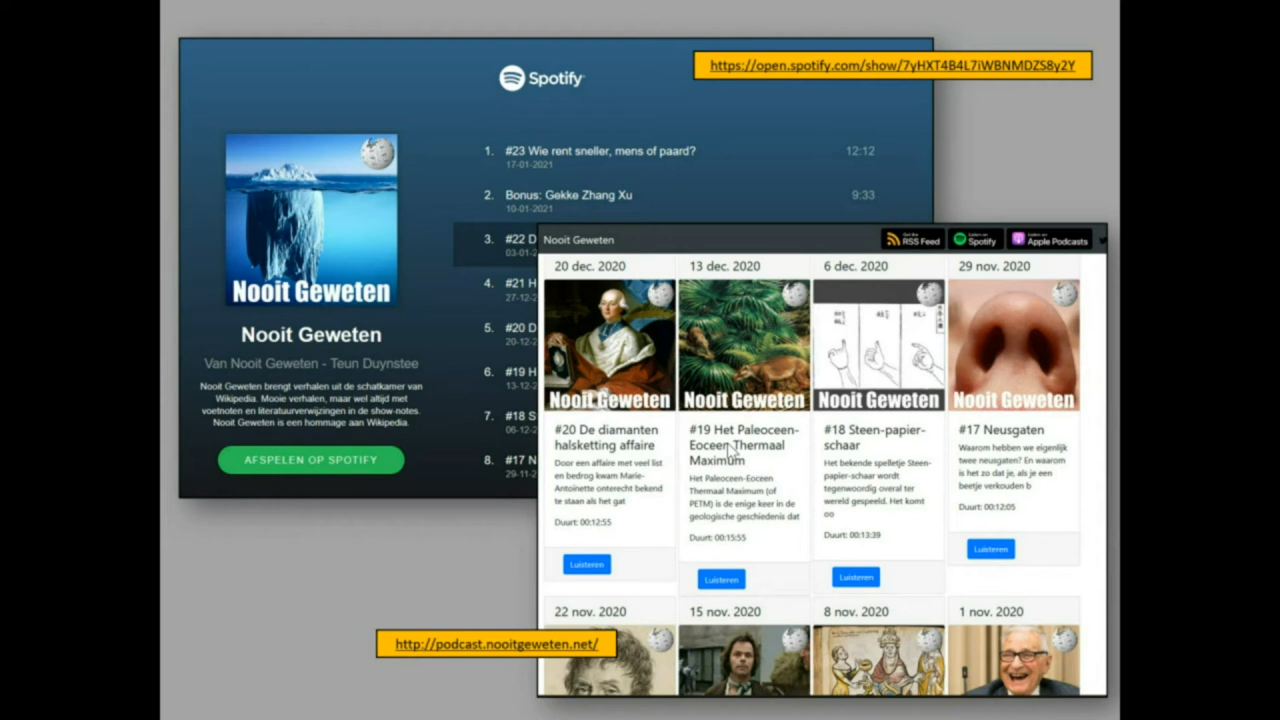 https://open.spotify.com/show/7yHXT4B4L7iWBNMDZS8y2Y
Spotify
Nooit Geweten
Nooit Geweten
Van Nooit Geweten - Teun Duynstee
Nooit Geweten brengt verhalen uit de schatkamer van
Wikipedia. Mooie verhalen, maar wel altijd met
voetnoten en literatuurverwijzingen in de show-notes.
Nooit Geweten is een hommage aan Wikipedia.
AFSPELEN OP SPOTIFY
1. #23 Wie rent sneller, mens of paard? 12:12
17-01-2021
2. Bonus: Gekke Zhang Xu 9:33
10-01-2021
3. #22 D
03-01-
4. #21 H
27-12-2
5. #20 D
20-12-2
6. #19 H
13-12-2
7. #18 S
06-12-2
8. #17 N
29-11-2
Nooit Geweten
Get the RSS Feed
Listen on Spotify
Listen on Apple Podcasts
20 dec. 2020
Nooit Geweten
#20 De diamanten
halsketting affaire
Door een affaire met veel list
en bedrog kwam Marie-
Antoinette onterecht bekend
te staan als het gat
Duurt: 00:12:55
Luisteren
13 dec. 2020
Nooit Geweten
#19 Het Paleoceen-
Eoceen Thermaal
Maximum
Het Paleoceen-Eoceen
Thermaal Maximum (of
PETM) is de enige keer in de
geologische geschiedenis dat
Duurt: 00:15:55
Luisteren
6 dec. 2020
Nooit Geweten
#18 Steen-papier-
schaar
Het bekende spelletje Steen-
papier-schaar wordt
tegenwoordig overal ter
wereld gespeeld. Het komt
oo
Duurt: 00:13:39
Luisteren
29 nov. 2020
Nooit Geweten
#17 Neusgaten
Waarom hebben we eigenlijk
twee neusgaten? En waarom
is het zo dat je, als je een
beetje verkouden b
Duurt: 00:12:05
Luisteren
22 nov. 2020
15 nov. 2020
8 nov. 2020
1 nov. 2020
http://podcast.nooitgeweten.net/